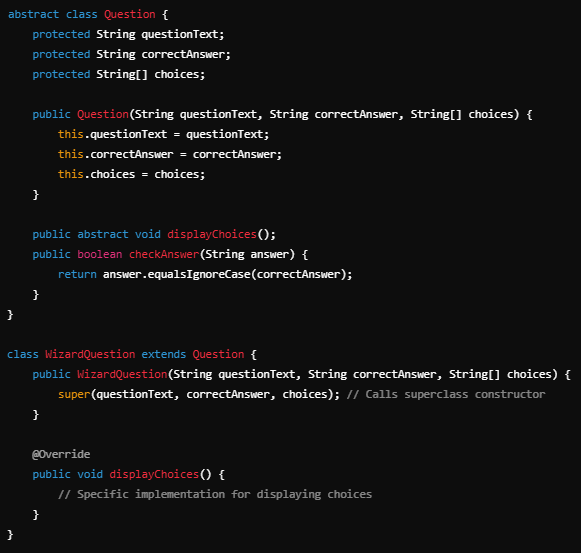 abstract class Question {
    protected String questionText;
    protected String correctAnswer;
    protected String[] choices;

    public Question(String questionText, String correctAnswer, String[] choices) {
        this.questionText = questionText;
        this.correctAnswer = correctAnswer;
        this.choices = choices;
    }

    public abstract void displayChoices();
    public boolean checkAnswer(String answer) {
        return answer.equalsIgnoreCase(correctAnswer);
    }
}

class WizardQuestion extends Question {
    public WizardQuestion(String questionText, String correctAnswer, String[] choices) {
        super(questionText, correctAnswer, choices); // Calls superclass constructor
    }

    @Override
    public void displayChoices() {
        // Specific implementation for displaying choices
    }
}